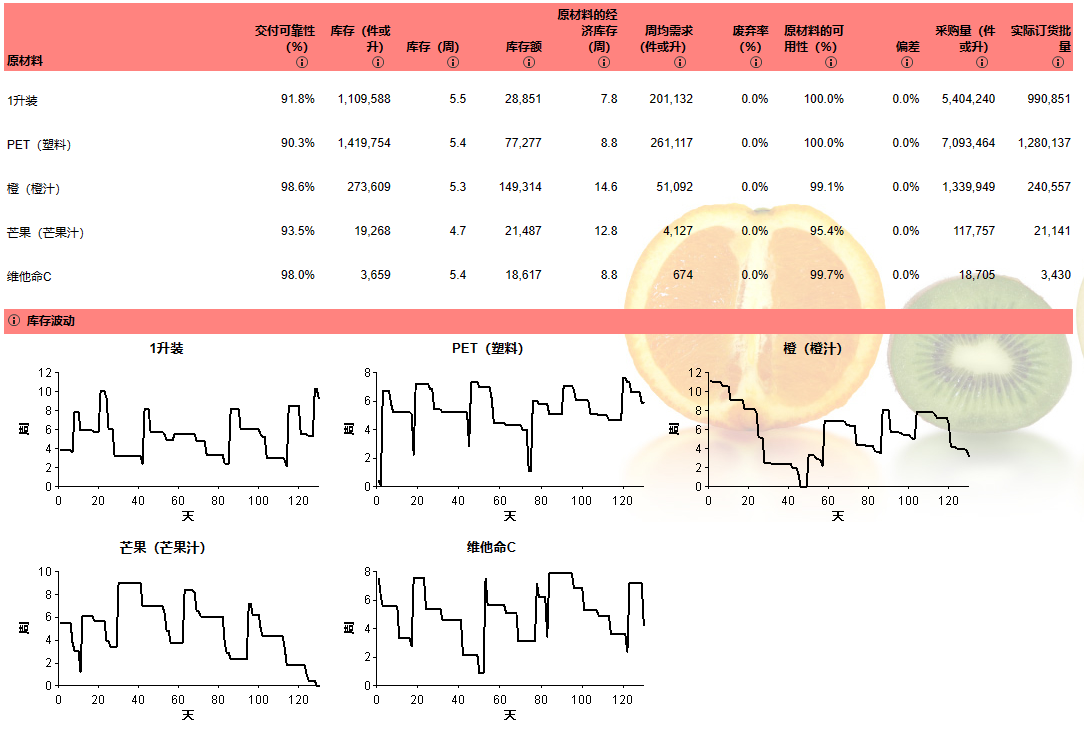 原材料 交付可靠性（%） 库存（件或升） 库存（周） 库存额 原材料的经济库存（周） 周均需求（件或升） 废弃率（%） 原材料的可用性（%） 偏差 采购量（件或升） 实际订货批量
1升装 91.8% 1,109,588 5.5 28,851 7.8 201,132 0.0% 100.0% 0.0% 5,404,240 990,851
PET（塑料） 90.3% 1,419,754 5.4 77,277 8.8 261,117 0.0% 100.0% 0.0% 7,093,464 1,280,137
橙（橙汁） 98.6% 273,609 5.3 149,314 14.6 51,092 0.0% 99.1% 0.0% 1,339,949 240,557
芒果（芒果汁） 93.5% 19,268 4.7 21,487 12.8 4,127 0.0% 95.4% 0.0% 117,757 21,141
维他命C 98.0% 3,659 5.4 18,617 8.8 674 0.0% 99.7% 0.0% 18,705 3,430
库存波动
1升装
12
10
8
6
4
2
0
周
0 20 40 60 80 100 120
天
PET（塑料）
8
6
4
2
0
周
0 20 40 60 80 100 120
天
橙（橙汁）
12
10
8
6
4
2
0
周
0 20 40 60 80 100 120
天
芒果（芒果汁）
10
8
6
4
2
0
周
0 20 40 60 80 100 120
天
维他命C
8
6
4
2
0
周
0 20 40 60 80 100 120
天